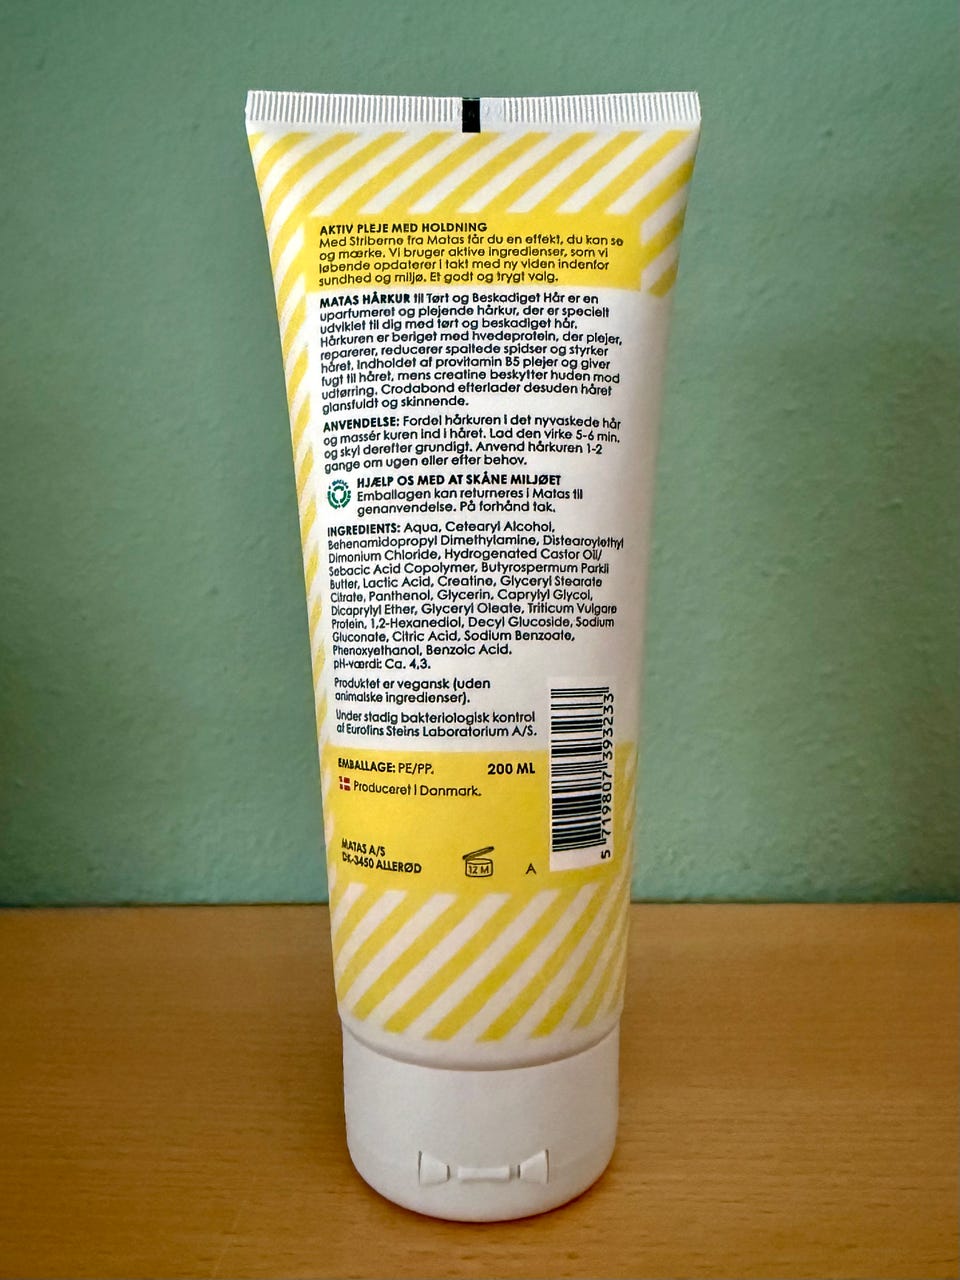 AKTIV PLEJE MED HOLDNING
Med Striberne fra Matas får du en effekt, du kan se
og mærke. Vi bruger aktive ingredienser, som vi
løbende opdaterer i takt med ny viden indenfor
sundhed og miljø. Et godt og trygt valg.
MATAS HÅRKUR til Tørt og Beskadiget Hår er en
uparfumeret og plejende hårkur, der er specielt
udviklet til dig med tørt og beskadiget hår.
Hårkuren er beriget med hvedeprotein, der plejer,
reparerer, reducerer spaltede spidser og styrker
håret. Indholdet af provitamin B5 plejer og giver
fugt til håret, mens creatine beskytter huden mod
udtørring. Crodabond efterlader desuden håret
glansfuldt og skinnende.
ANVENDELSE: Fordel hårkuren i det nyvaskede hår
og massér kuren ind i håret. Lad den virke 5-6 min.
og skyl derefter grundigt. Anvend hårkuren 1-2
gange om ugen eller efter behov.
HJÆLP OS MED AT SKÅNE MILJØET
Emballagen kan returneres i Matas til
genanvendelse. På forhånd tak.
INGREDIENTS: Aqua, Cetearyl Alcohol,
Behenamidopropyl Dimethylamine, Distearoylethyl
Dimonium Chloride, Hydrogenated Castor Oil/
Sebacic Acid Copolymer, Butyrospermum Parkii
Butter, Lactic Acid, Creatine, Glyceryl Stearate
Citrate, Panthenol, Glycerin, Caprylyl Glycol,
Dicaprylyl Ether, Glyceryl Oleate, Triticum Vulgare
Protein, 1,2-Hexanediol, Decyl Glucoside, Sodium
Gluconate, Citric Acid, Sodium Benzoate,
Phenoxyethanol, Benzoic Acid.
pH-værdi: Ca. 4,3.
Produktet er vegansk (uden
animalske ingredienser).
Under stadig bakteriologisk kontrol
af Eurofins Steins Laboratorium A/S.
EMBALLAGE: PE/PP. 200 ML
Produceret i Danmark.
MATAS A/S
DK-3450 ALLERØD
12 M
A
5 719807 393233